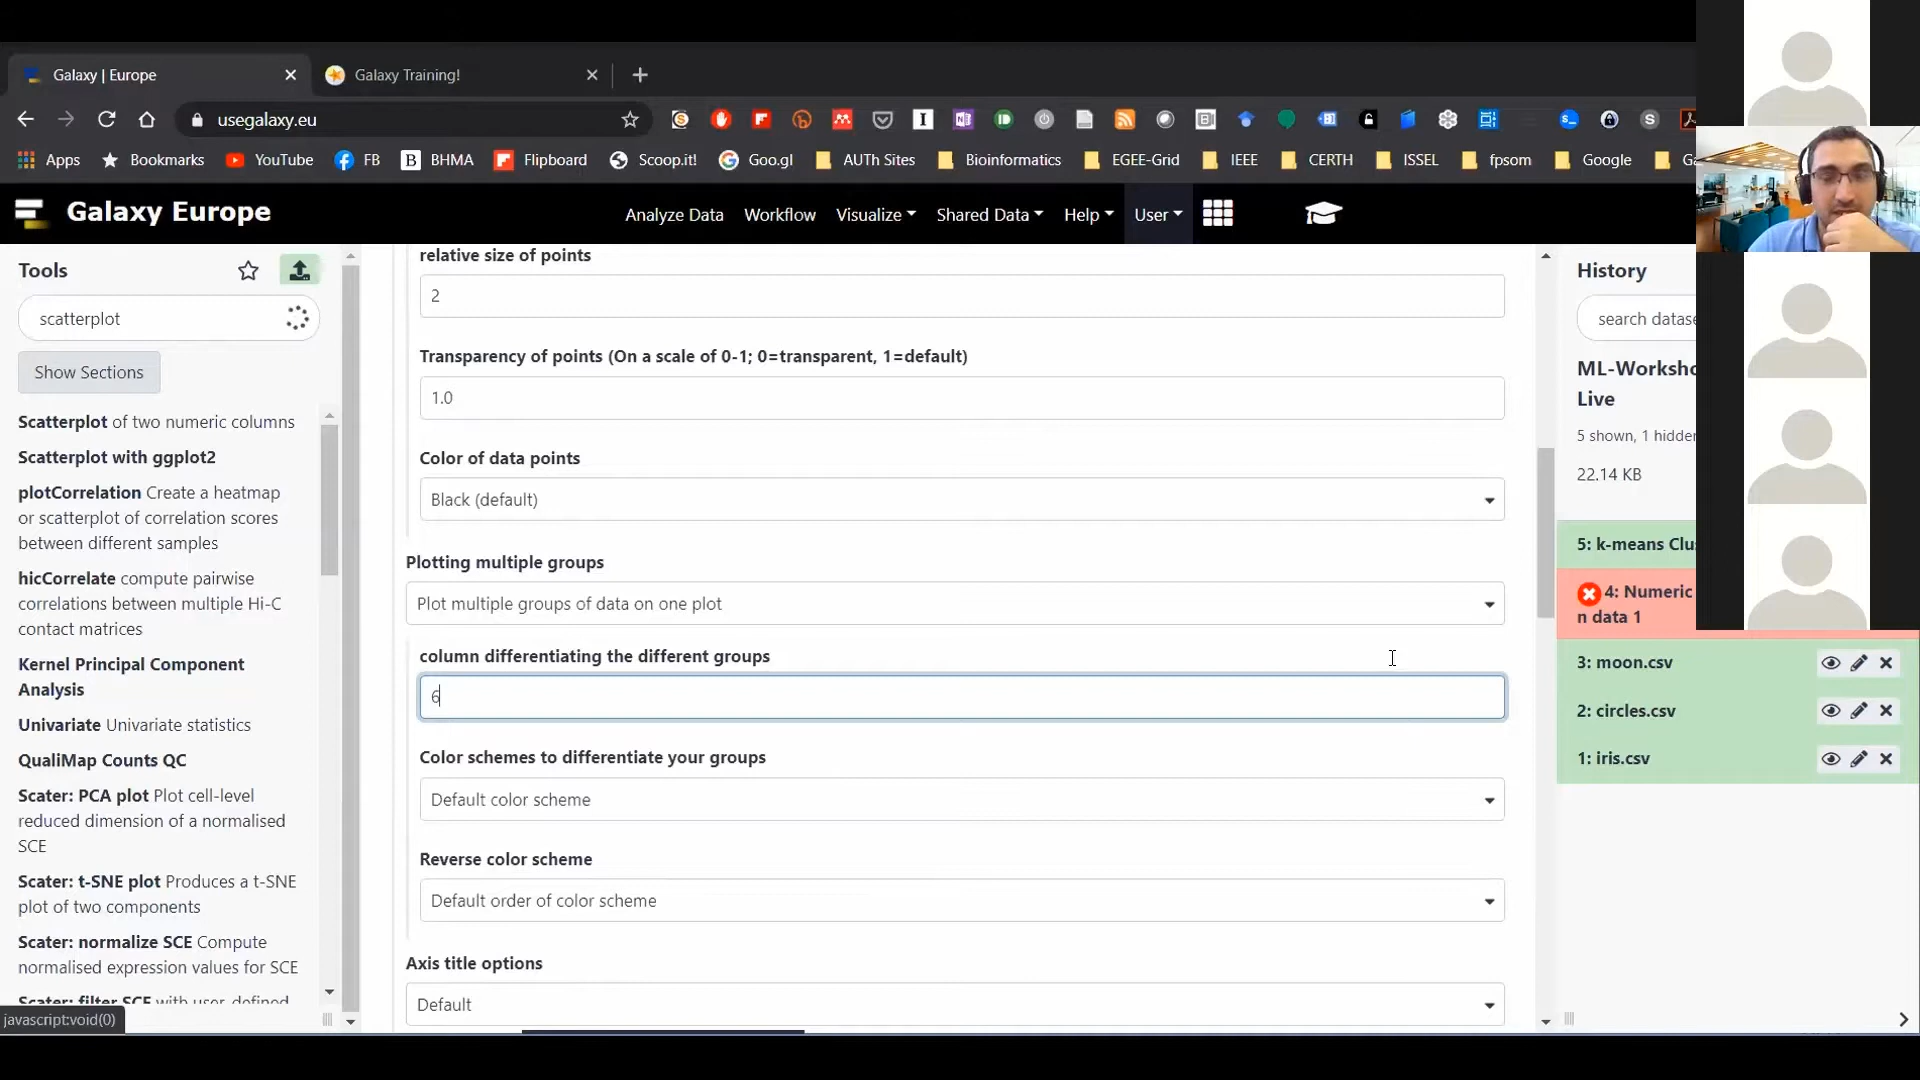 Galaxy | Europe
Galaxy Training!
usegalaxy.eu
Apps
Bookmarks
YouTube
FB
BHMA
Flipboard
Scoop.it!
Goo.gl
AUTh Sites
Bioinformatics
EGEE-Grid
IEEE
CERTH
ISSEL
fpsom
Google
Galaxy Europe
Analyze Data
Workflow
Visualize
Shared Data
Help
User
Tools
scatterplot
Show Sections
Scatterplot of two numeric columns
Scatterplot with ggplot2
plotCorrelation Create a heatmap
or scatterplot of correlation scores
between different samples
hicCorrelate compute pairwise
correlations between multiple Hi-C
contact matrices
Kernel Principal Component
Analysis
Univariate Univariate statistics
QualiMap Counts QC
Scater: PCA plot Plot cell-level
reduced dimension of a normalised
SCE
Scater: t-SNE plot Produces a t-SNE
plot of two components
Scater: normalize SCE Compute
normalised expression values for SCE
Scater: filter SCE with user-defined
javascript:void(0)
relative size of points
2
Transparency of points (On a scale of 0-1; 0=transparent, 1=default)
1.0
Color of data points
Black (default)
Plotting multiple groups
Plot multiple groups of data on one plot
column differentiating the different groups
6
Color schemes to differentiate your groups
Default color scheme
Reverse color scheme
Default order of color scheme
Axis title options
Default
History
search datase
ML-Worksho
Live
5 shown, 1 hidden
22.14 KB
5: k-means Clu
4: Numeric
n data 1
3: moon.csv
2: circles.csv
1: iris.csv